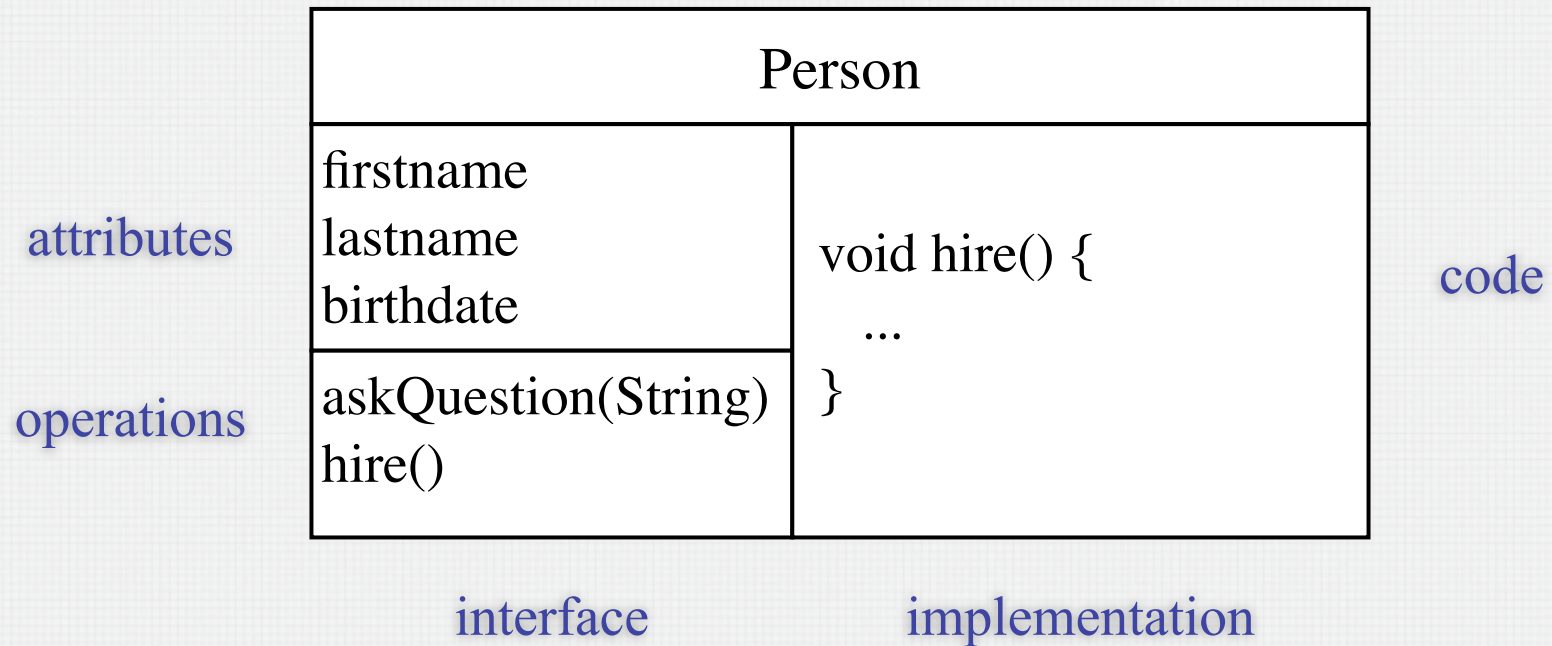 Person
attributes
firstname
lastname
birthdate
operations
askQuestion(String)
hire()
void hire() {
...
}
code
interface
implementation